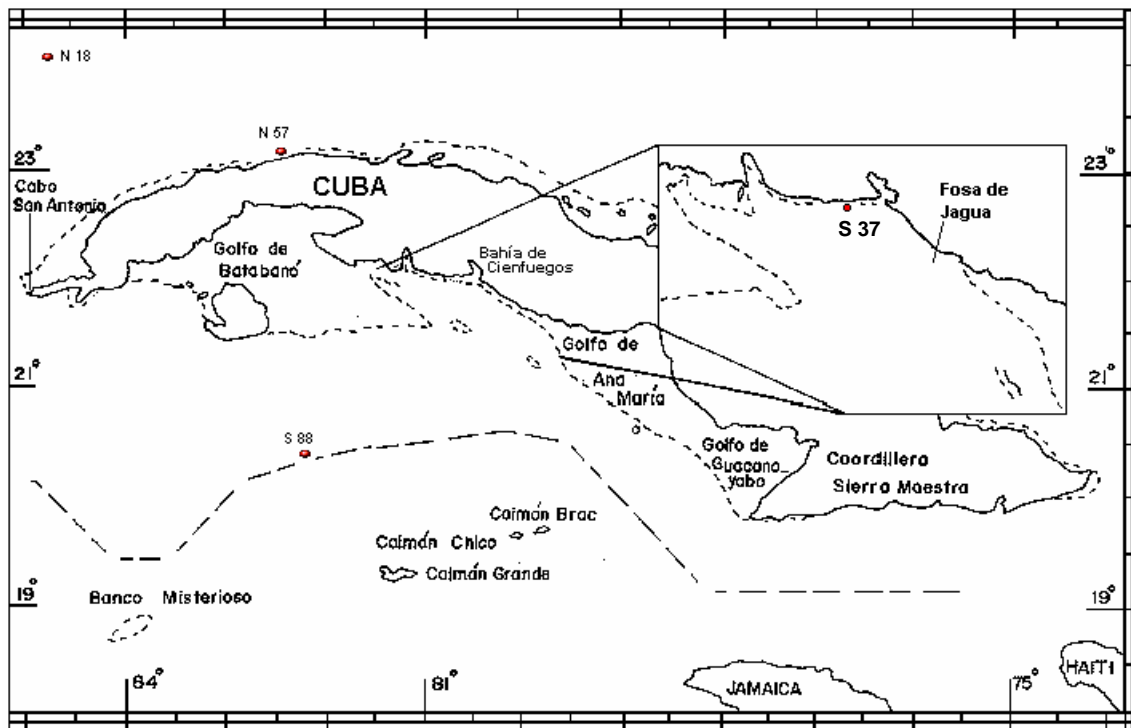 N 18
N 57
23°
23°
Cabo
San Antonio
CUBA
Fosa de
Jagua
S 37
Golfo de
Batabanó
Bahía de
Cienfuegos
Golfo de
Ana
María
21°
21°
S 88
Golfo de
Guacana_
yabo
Coordillera
Sierra Maestra
Caimán Brac
Caimán Chico
Caimán Grande
19°
19°
Banco Misterioso
84°
81°
75°
JAMAICA
HAITI